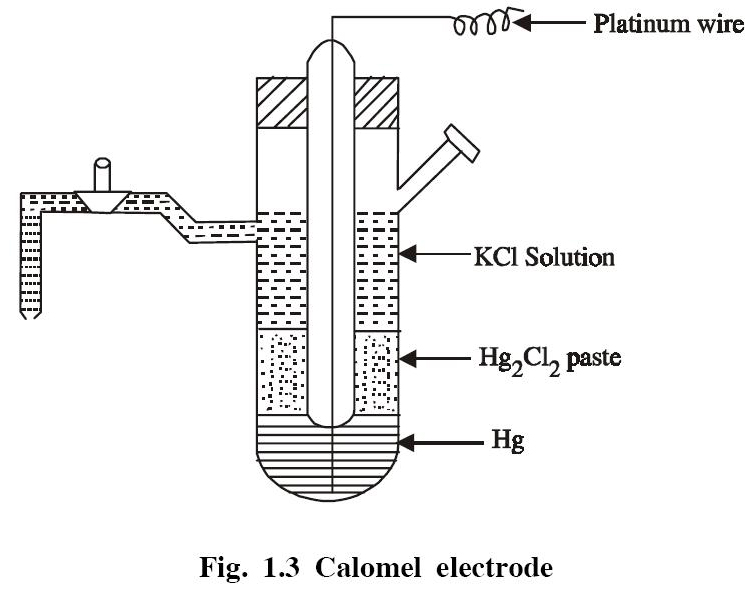 Platinum wire
KCl Solution
Hg₂Cl₂ paste
Hg
Fig. 1.3 Calomel electrode